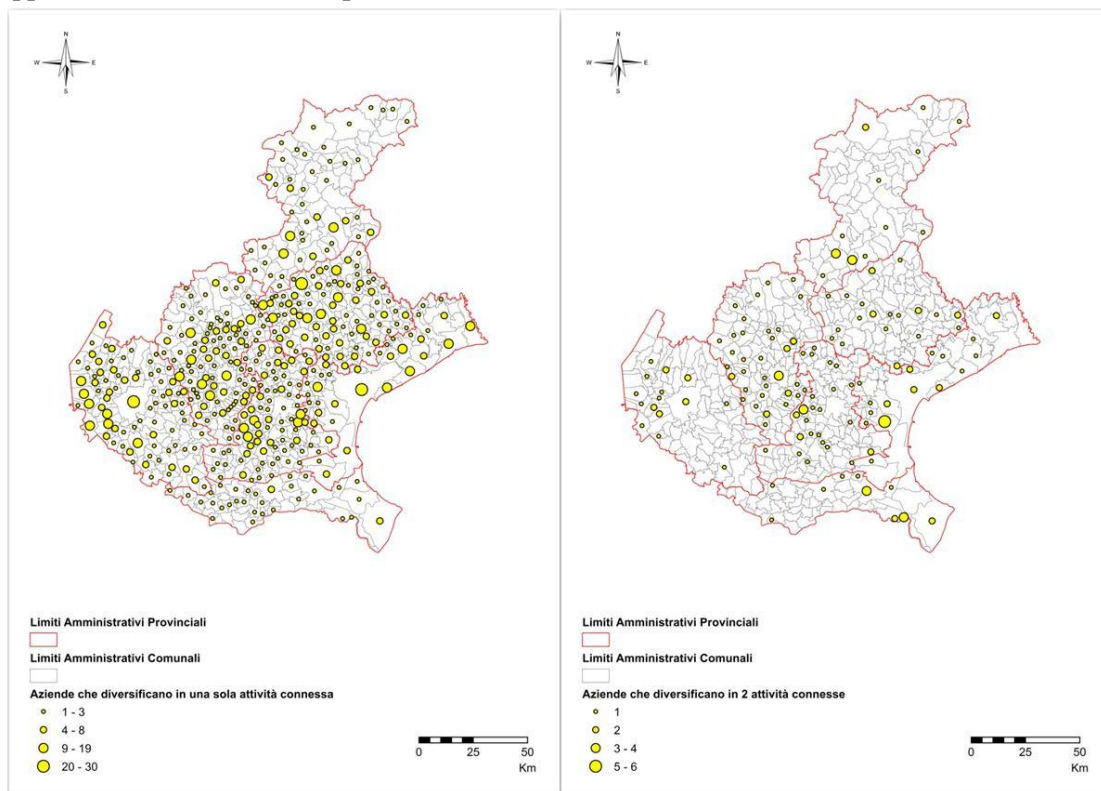 N
W E
S
Limiti Amministrativi Provinciali
Limiti Amministrativi Comunali
Aziende che diversificano in una sola attività connessa
1 - 3
4 - 8
9 - 19
20 - 30
0 25 50
Km
N
W E
S
Limiti Amministrativi Provinciali
Limiti Amministrativi Comunali
Aziende che diversificano in 2 attività connesse
1
2
3 - 4
5 - 6
0 25 50
Km